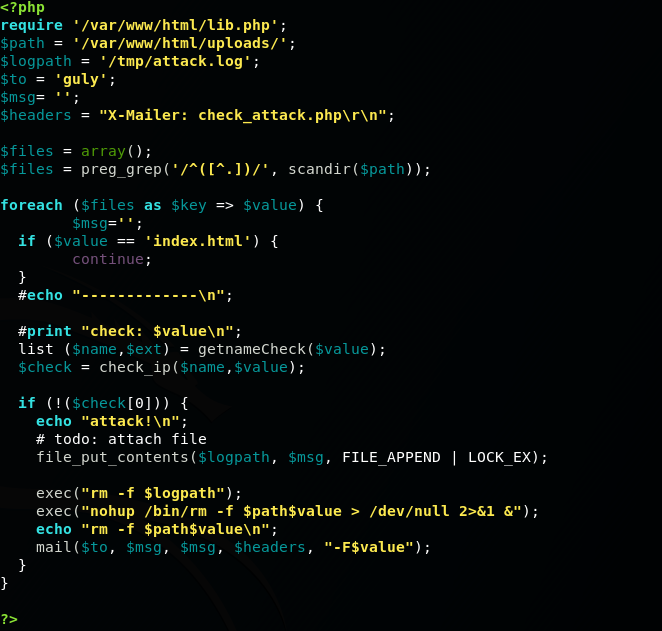 <?php
require '/var/www/html/lib.php';
$path = '/var/www/html/uploads/';
$logpath = '/tmp/attack.log';
$to = 'guly';
$msg= '';
$headers = "X-Mailer: check_attack.php\r\n";

$files = array();
$files = preg_grep('/^([^.])/', scandir($path));

foreach ($files as $key => $value) {
        $msg='';
  if ($value == 'index.html') {
        continue;
  }
  #echo "-------------\n";

  #print "check: $value\n";
  list ($name,$ext) = getnameCheck($value);
  $check = check_ip($name,$value);

  if (!($check[0])) {
    echo "attack!\n";
    # todo: attach file
    file_put_contents($logpath, $msg, FILE_APPEND | LOCK_EX);

    exec("rm -f $logpath");
    exec("nohup /bin/rm -f $path$value > /dev/null 2>&1 &");
    echo "rm -f $path$value\n";
    mail($to, $msg, $msg, $headers, "-F$value");
  }
}

?>